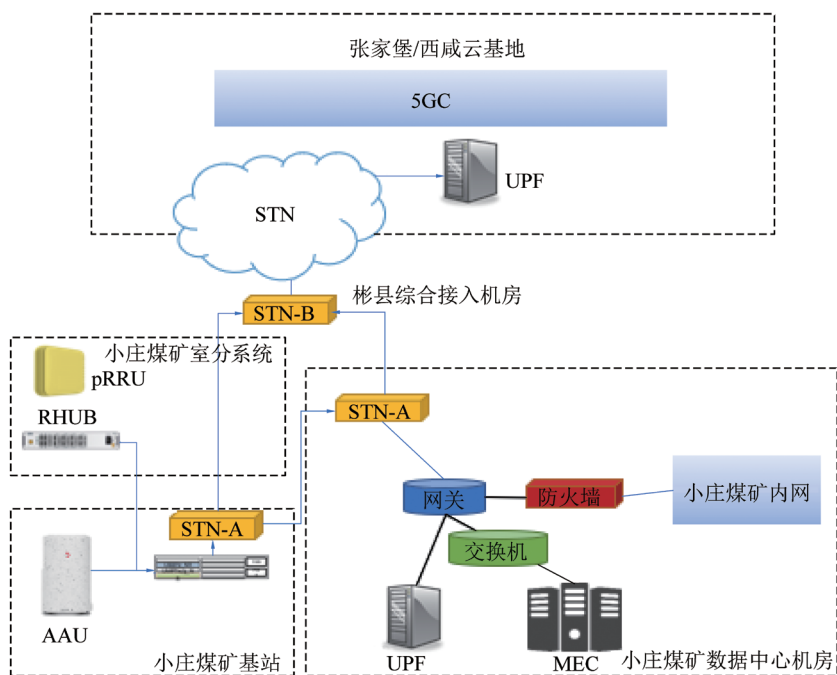 张家堡/西咸云基地
5GC
UPF
STN
彬县综合接入机房
STN-B
小庄煤矿室分系统
pRRU
RHUB
STN-A
网关
防火墙
小庄煤矿内网
交换机
STN-A
AAU
小庄煤矿基站
UPF
MEC
小庄煤矿数据中心机房